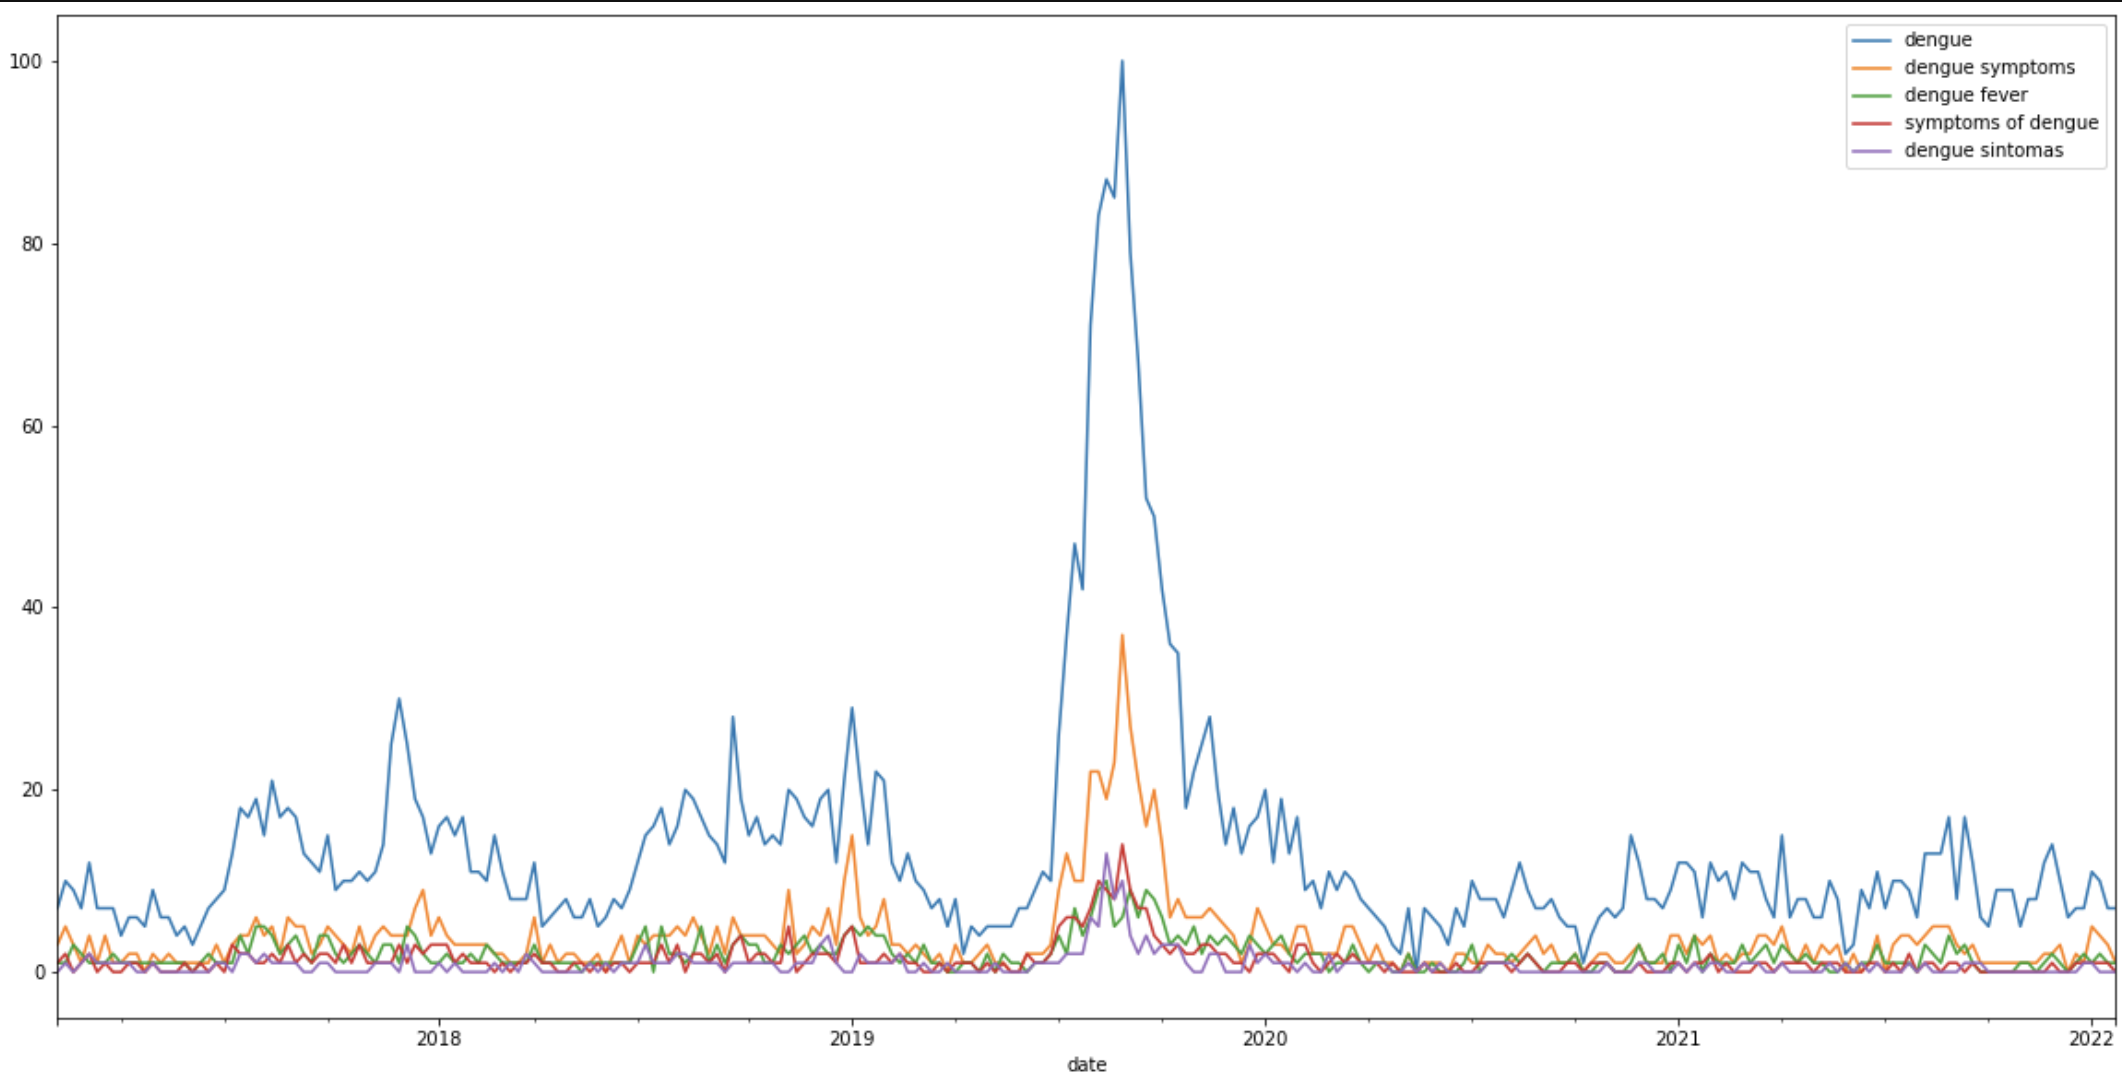 dengue
dengue symptoms
dengue fever
symptoms of dengue
dengue sintomas
100
80
60
40
20
0
2018 2019 2020 2021 2022
date